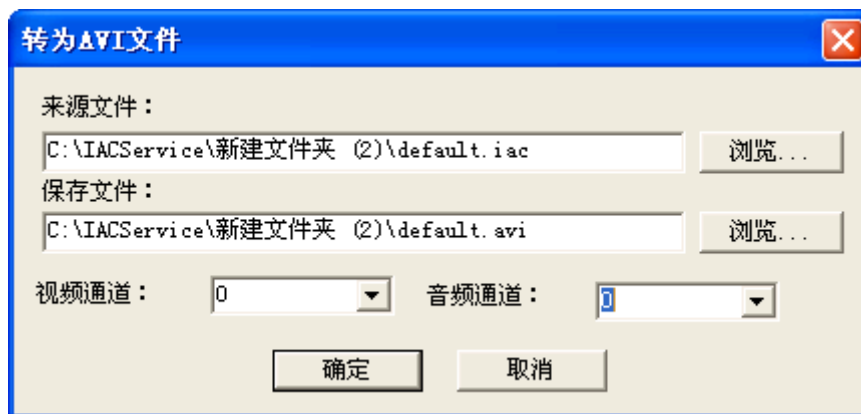 转为AVI文件
来源文件：
C:\IACService\新建文件夹 (2)\default.iac 浏览...
保存文件：
C:\IACService\新建文件夹 (2)\default.avi 浏览...
视频通道： 0 音频通道： 0
确定 取消